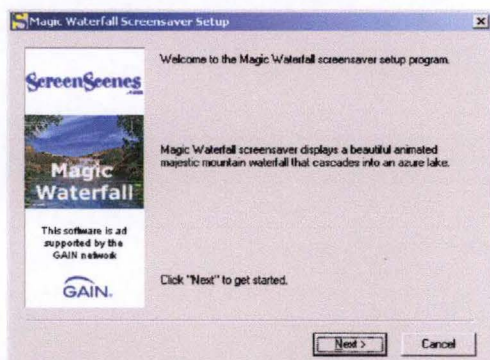 Magic Waterfall Screensaver Setup
ScreenScenes
.com
Magic
Waterfall
This software is ad
supported by the
GAIN network
GAIN.
Welcome to the Magic Waterfall screensaver setup program.
Magic Waterfall screensaver displays a beautiful animated
majestic mountain waterfall that cascades into an azure lake.
Click "Next" to get started.
Next >
Cancel